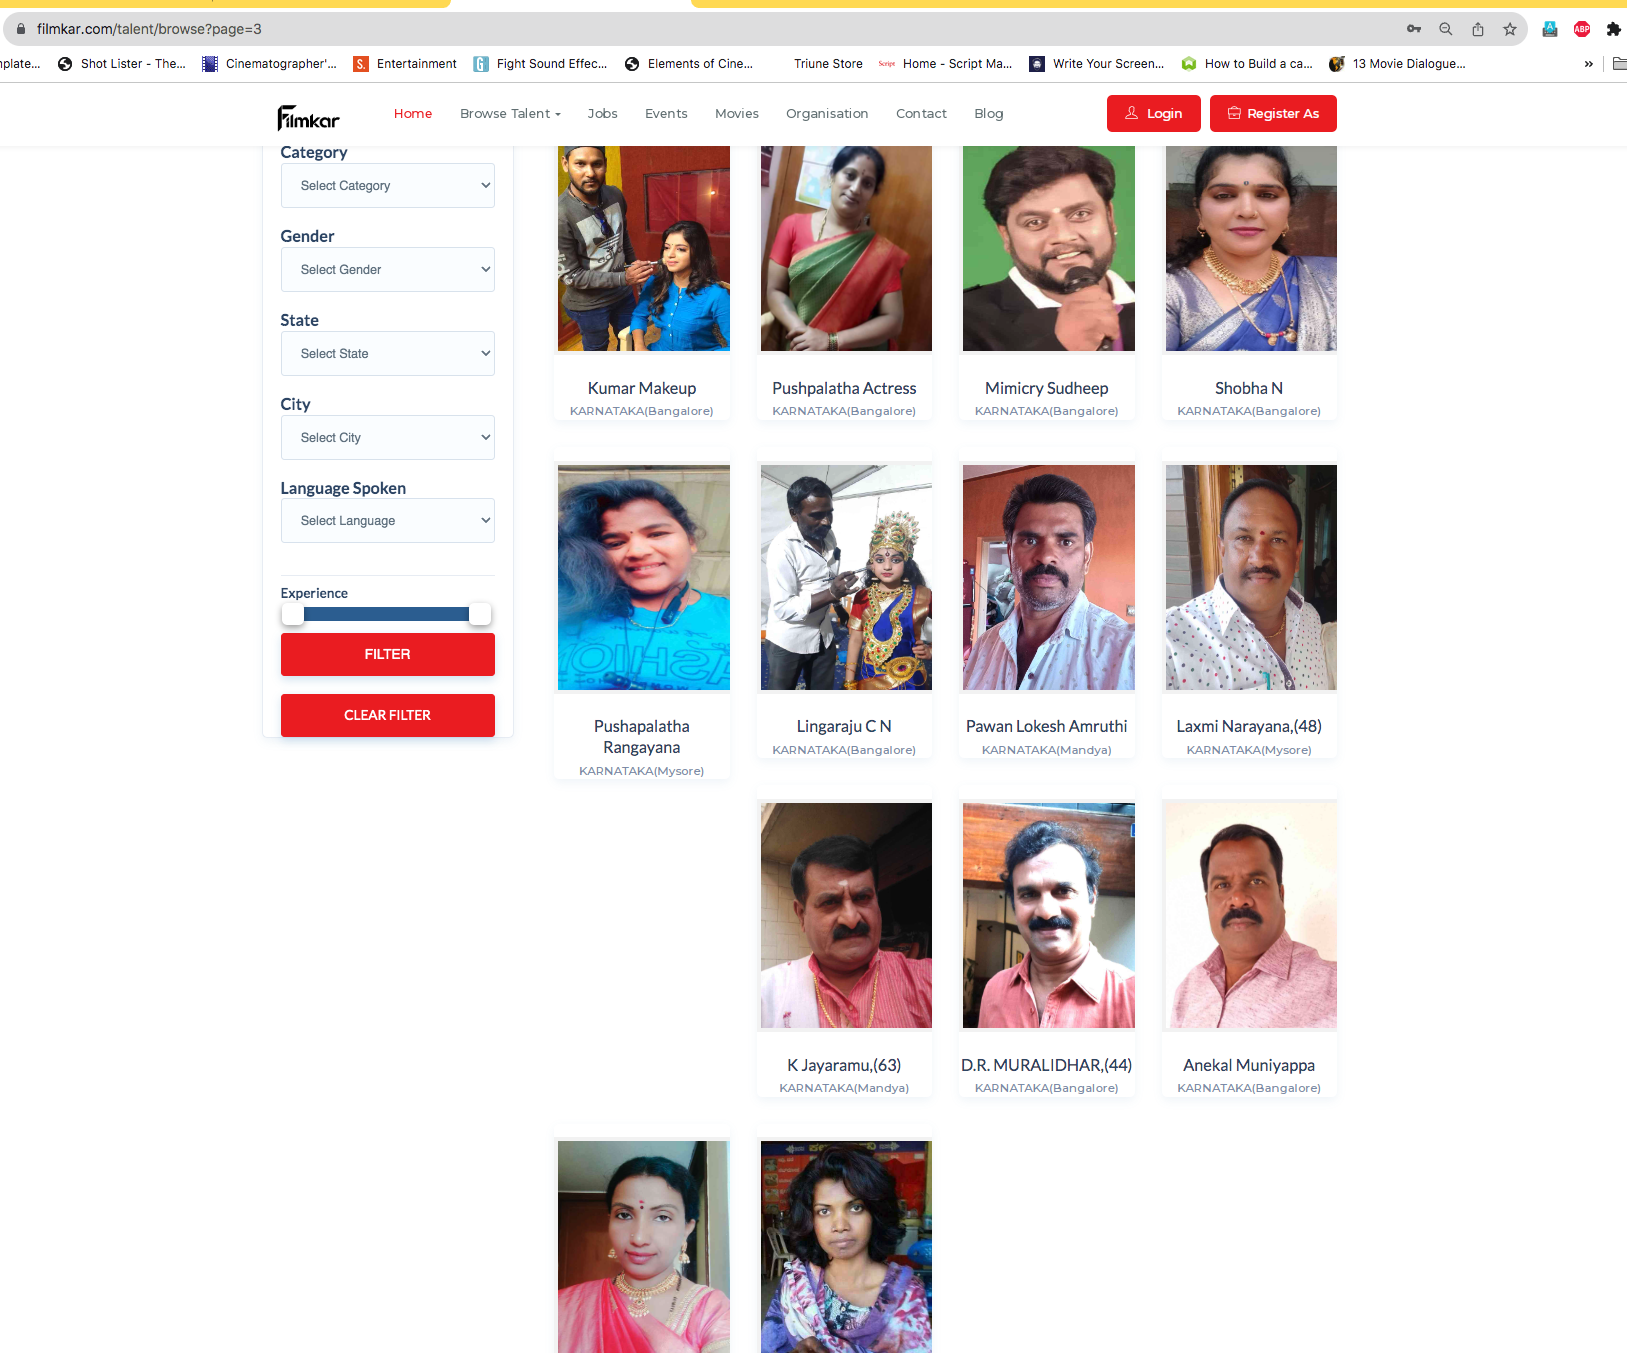 filmkar.com/talent/browse?page=3
nplate...
Shot Lister - The...
Cinematographer'...
Entertainment
Fight Sound Effec...
Elements of Cine...
Triune Store
Home - Script Ma...
Write Your Screen...
How to Build a ca...
13 Movie Dialogue...
»
Filmkar
Home
Browse Talent
Jobs
Events
Movies
Organisation
Contact
Blog
Login
Register As
Category
Select Category
Gender
Select Gender
State
Select State
City
Select City
Language Spoken
Select Language
Experience
FILTER
CLEAR FILTER
Kumar Makeup
KARNATAKA(Bangalore)
Pushpalatha Actress
KARNATAKA(Bangalore)
Mimicry Sudheep
KARNATAKA(Bangalore)
Shobha N
KARNATAKA(Bangalore)
Pushapalatha
Rangayana
KARNATAKA(Mysore)
Lingaraju C N
KARNATAKA(Bangalore)
Pawan Lokesh Amruthi
KARNATAKA(Mandya)
Laxmi Narayana,(48)
KARNATAKA(Mysore)
K Jayaramu,(63)
KARNATAKA(Mandya)
D.R. MURALIDHAR,(44)
KARNATAKA(Bangalore)
Anekal Muniyappa
KARNATAKA(Bangalore)